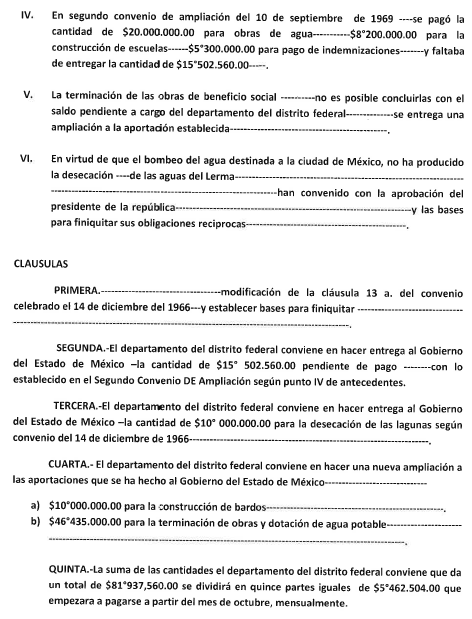 IV. En segundo convenio de ampliación del 10 de septiembre de 1969 ----se pagó la
cantidad de $20.000.000.00 para obras de agua-----------$8°200.000.00 para la
construcción de escuelas------$5°300.000.00 para pago de indemnizaciones-------y faltaba
de entregar la cantidad de $15°502.560.00-----.
V. La terminación de las obras de beneficio social ----------no es posible concluirlas con el
saldo pendiente a cargo del departamento del distrito federal--------------se entrega una
ampliación a la aportación establecida----------------------------------------------.
VI. En virtud de que el bombeo del agua destinada a la ciudad de México, no ha producido
la desecación ----de las aguas del Lerma--------------------------------------------------------------------
------------------------------------------------------------------han convenido con la aprobación del
presidente de la república--------------------------------------------------------------------y las bases
para finiquitar sus obligaciones reciprocas-----------------------------------------------.
CLAUSULAS
PRIMERA.-----------------------------------modificación de la cláusula 13 a. del convenio
celebrado el 14 de diciembre del 1966---y establecer bases para finiquitar -------------------------------
--------------------------------------------------------------------------------------------------.
SEGUNDA.-El departamento del distrito federal conviene en hacer entrega al Gobierno
del Estado de México –la cantidad de $15° 502.560.00 pendiente de pago --------con lo
establecido en el Segundo Convenio DE Ampliación según punto IV de antecedentes.
TERCERA.-El departamento del distrito federal conviene en hacer entrega al Gobierno
del Estado de México –la cantidad de $10° 000.000.00 para la desecación de las lagunas según
convenio del 14 de diciembre de 1966----------------------------------------------------------------------.
CUARTA.- El departamento del distrito federal conviene en hacer una nueva ampliación a
las aportaciones que se ha hecho al Gobierno del Estado de México------------------------------
a) $10°000.000.00 para la construcción de bardos----------------------------------------------------.
b) $46°435.000.00 para la terminación de obras y dotación de agua potable----------------------
----------------------------------------------------------------------------------------------------.
QUINTA.-La suma de las cantidades el departamento del distrito federal conviene que da
un total de $81°937,560.00 se dividirá en quince partes iguales de $5°462.504.00 que
empezara a pagarse a partir del mes de octubre, mensualmente.